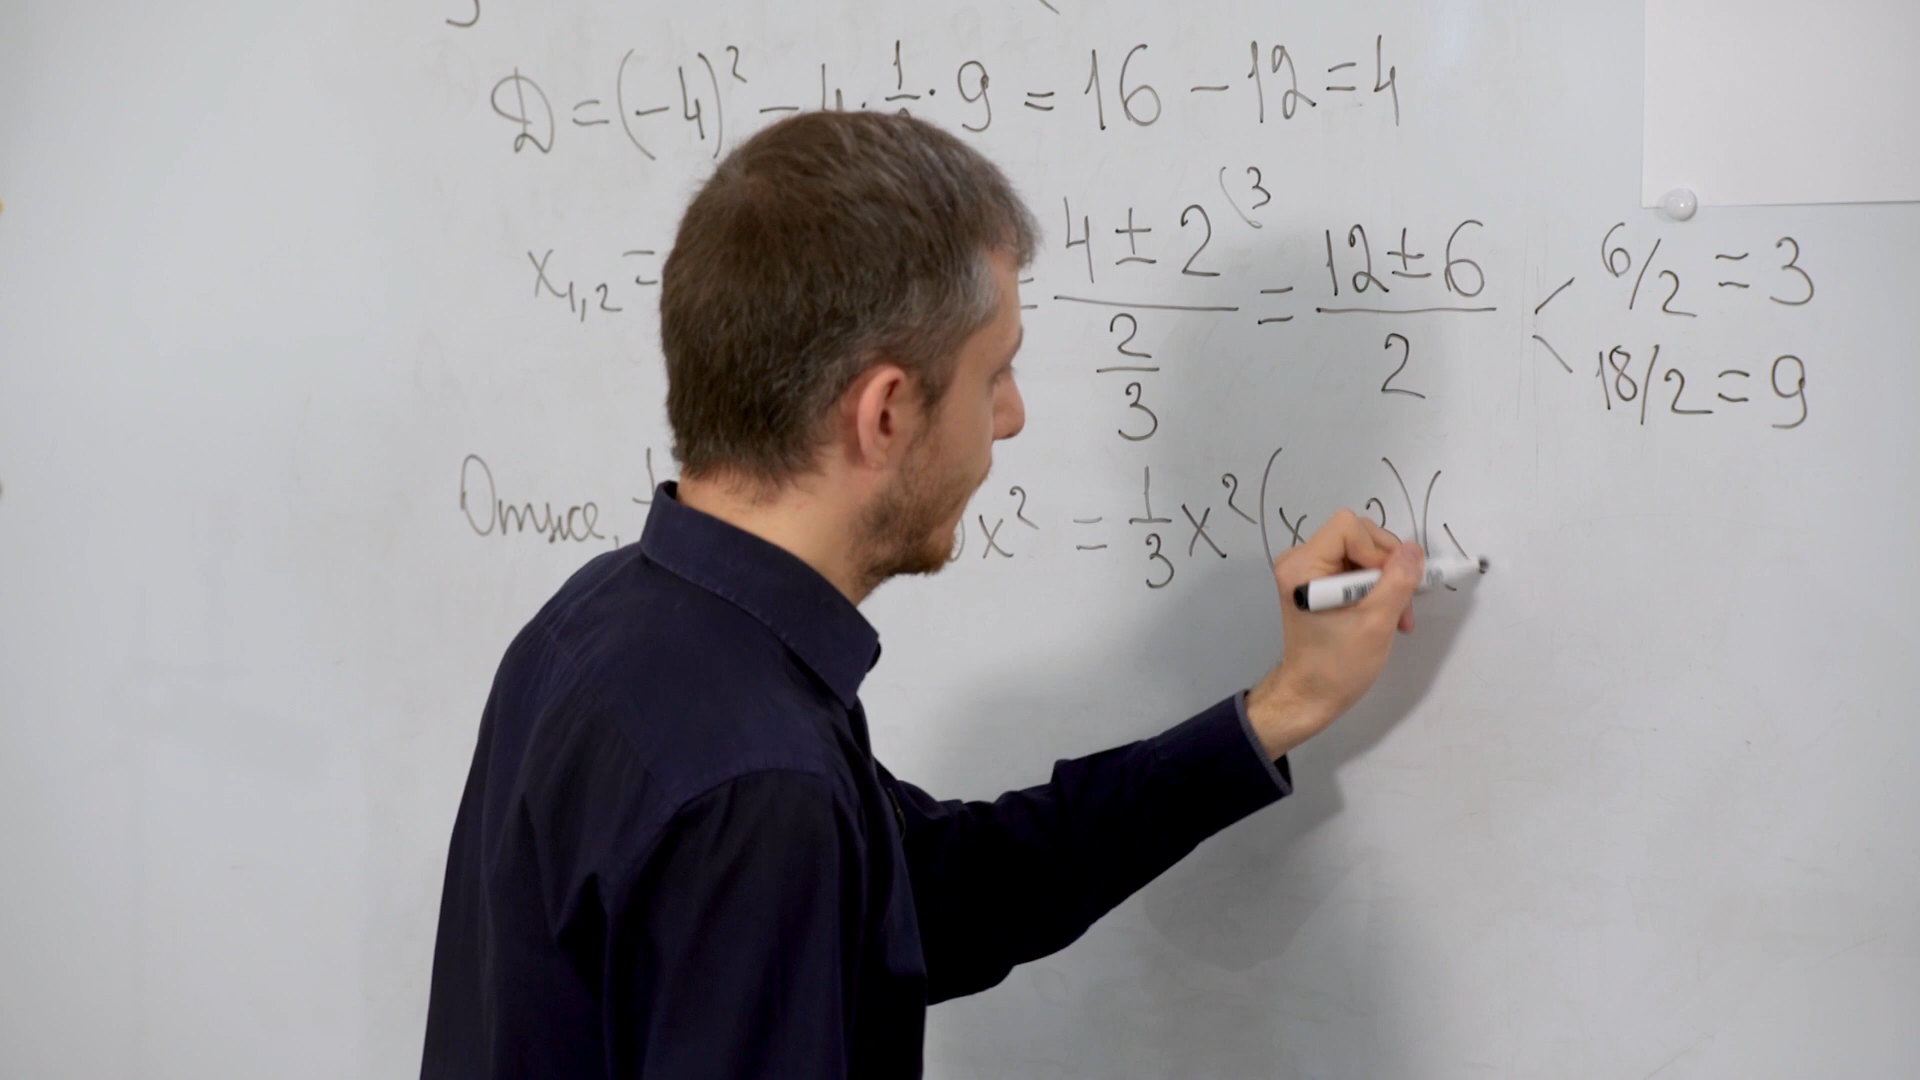 D = (-4)² - 4 · 1/ · 9 = 16 - 12 = 4
x₁,₂ = = (4 ± 2)/(2/3) (3 = (12 ± 6)/2 < 6/2 = 3
18/2 = 9
Отже, x² = 1/3 x² (x 3)(